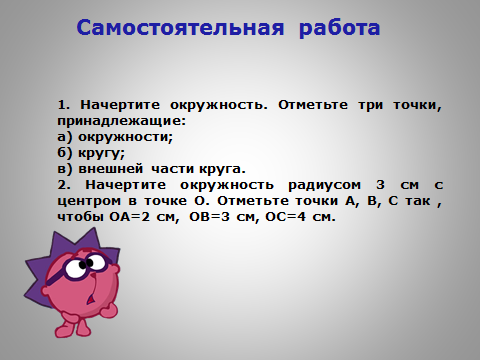 Самостоятельная работа
1. Начертите окружность. Отметьте три точки,
принадлежащие:
а) окружности;
б) кругу;
в) внешней части круга.
2. Начертите окружность радиусом 3 см с
центром в точке О. Отметьте точки А, В, С так ,
чтобы ОА=2 см, ОВ=3 см, ОС=4 см.